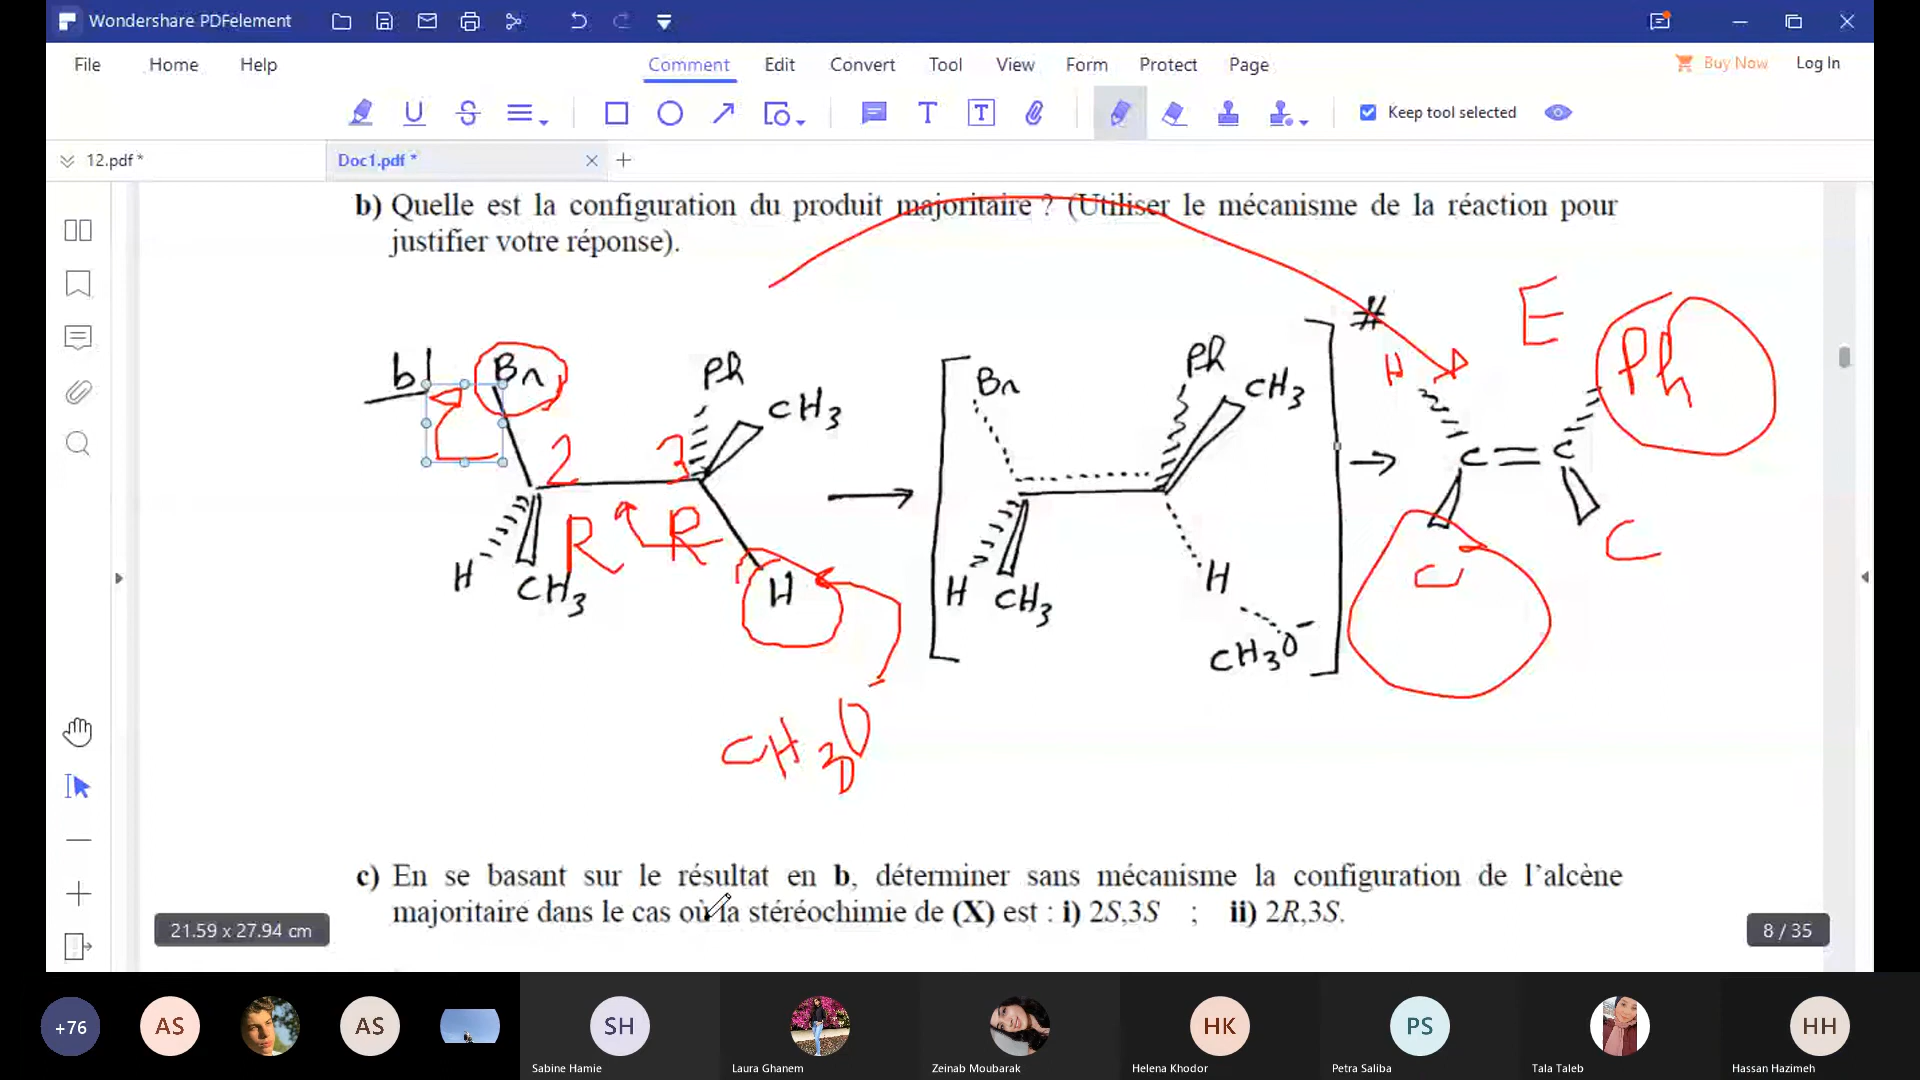 Wondershare PDFelement
File Home Help Comment Edit Convert Tool View Form Protect Page Buy Now Log In
Keep tool selected
12.pdf * Doc1.pdf *
b) Quelle est la configuration du produit majoritaire ? (Utiliser le mécanisme de la réaction pour
justifier votre réponse).
b)
Br Ph CH3
2 3
H CH3 R R H
CH3O
Br Ph CH3
H CH3 H
CH3O-
#
E
H Ph
C = C
C C
c) En se basant sur le résultat en b, déterminer sans mécanisme la configuration de l'alcène
majoritaire dans le cas où la stéréochimie de (X) est : i) 2S,3S ; ii) 2R,3S.
21.59 x 27.94 cm
8 / 35
+76 AS AS SH HK PS HH
Sabine Hamie Laura Ghanem Zeinab Moubarak Helena Khodor Petra Saliba Tala Taleb Hassan Hazimeh